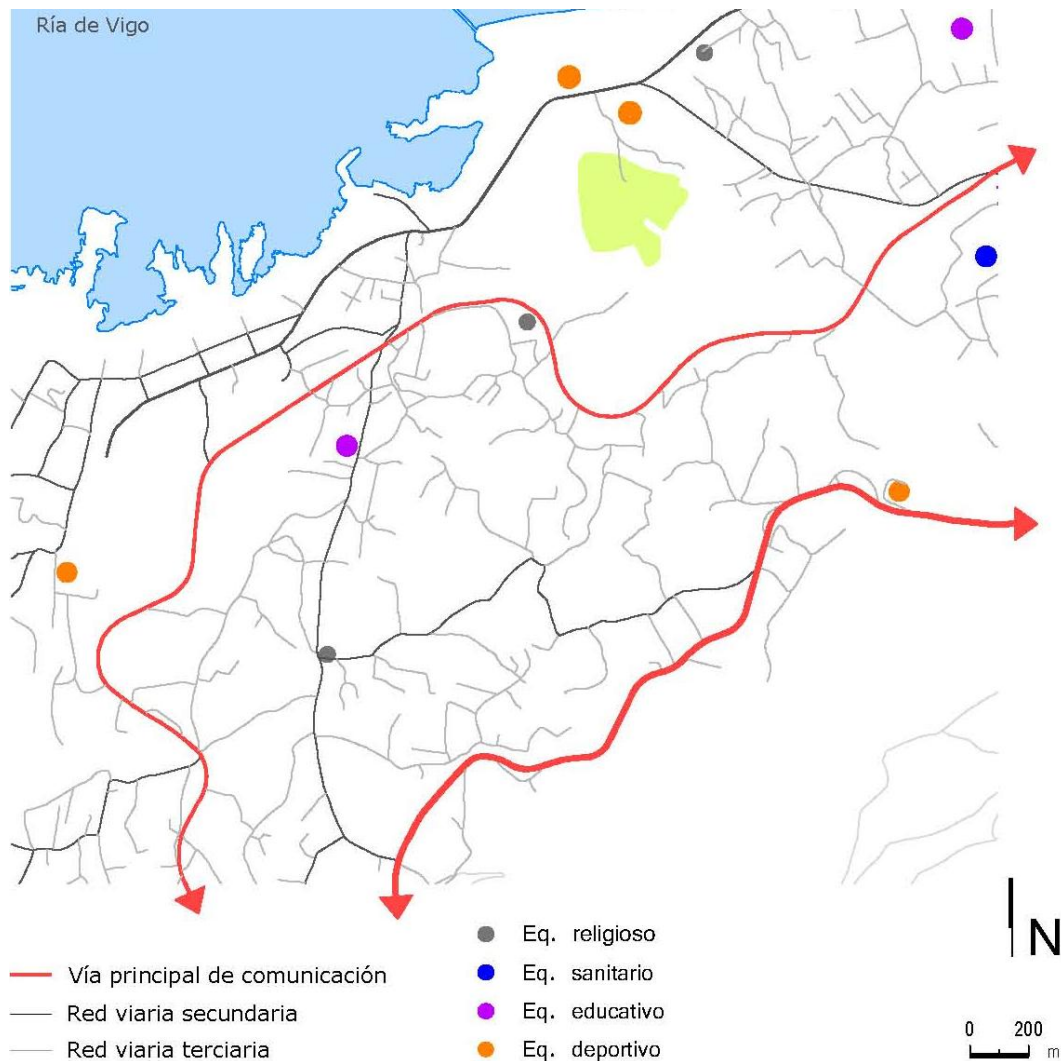 Ría de Vigo
Vía principal de comunicación
Red viaria secundaria
Red viaria terciaria
Eq. religioso
Eq. sanitario
Eq. educativo
Eq. deportivo
N
0 200 m